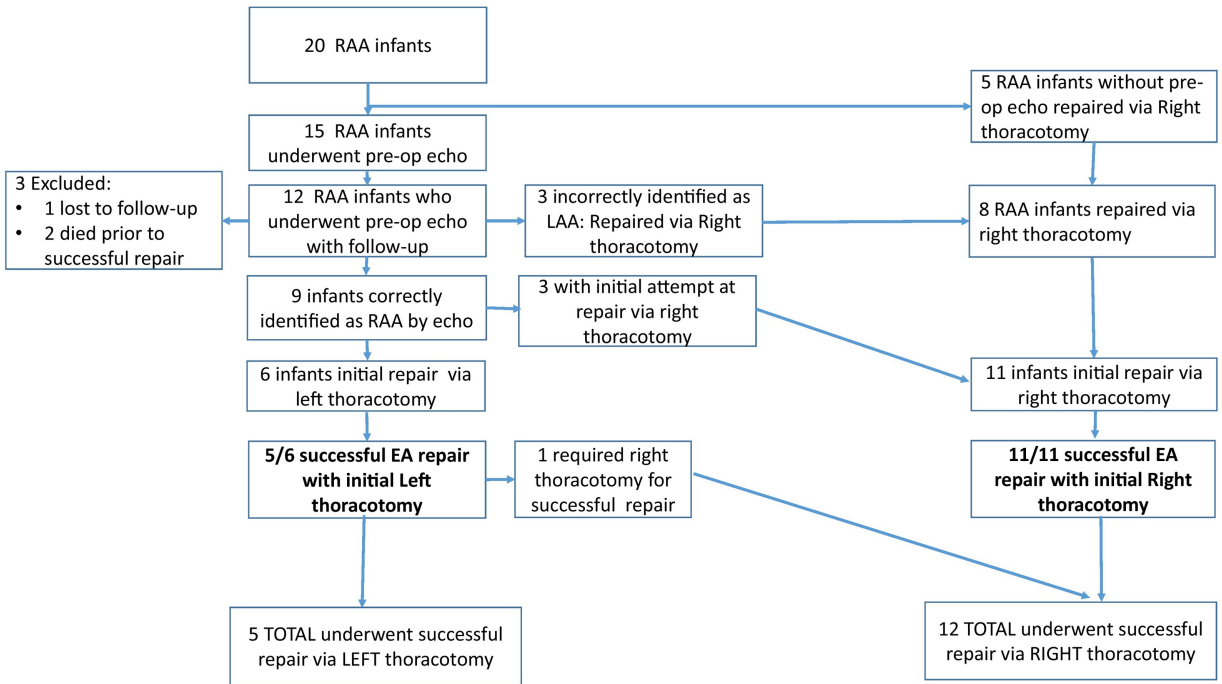 20 RAA infants
5 RAA infants without pre-
op echo repaired via Right
thoracotomy
15 RAA infants
underwent pre-op echo
3 Excluded:
• 1 lost to follow-up
• 2 died prior to
successful repair
12 RAA infants who
underwent pre-op echo
with follow-up
3 incorrectly identified as
LAA: Repaired via Right
thoracotomy
8 RAA infants repaired via
right thoracotomy
9 infants correctly
identified as RAA by echo
3 with initial attempt at
repair via right
thoracotomy
6 infants initial repair via
left thoracotomy
11 infants initial repair via
right thoracotomy
5/6 successful EA repair
with initial Left
thoracotomy
1 required right
thoracotomy for
successful repair
11/11 successful EA
repair with initial Right
thoracotomy
5 TOTAL underwent successful
repair via LEFT thoracotomy
12 TOTAL underwent successful
repair via RIGHT thoracotomy